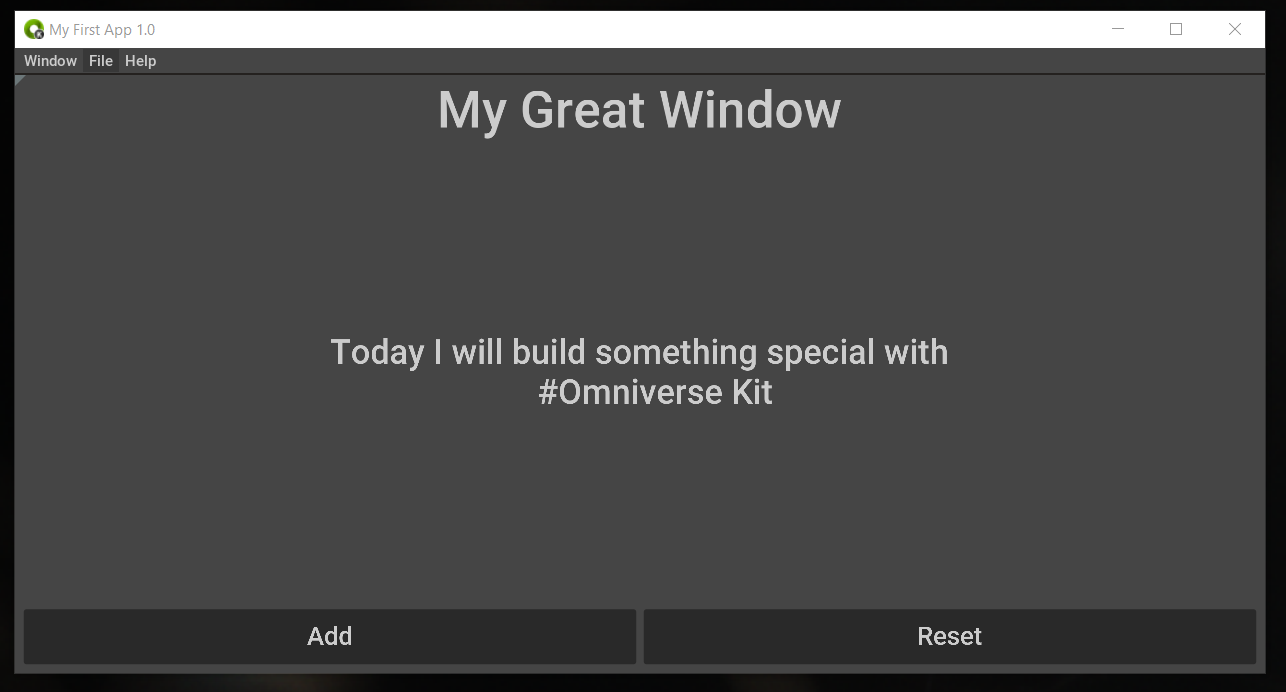 My First App 1.0
Window File Help
My Great Window
Today I will build something special with
#Omniverse Kit
Add Reset